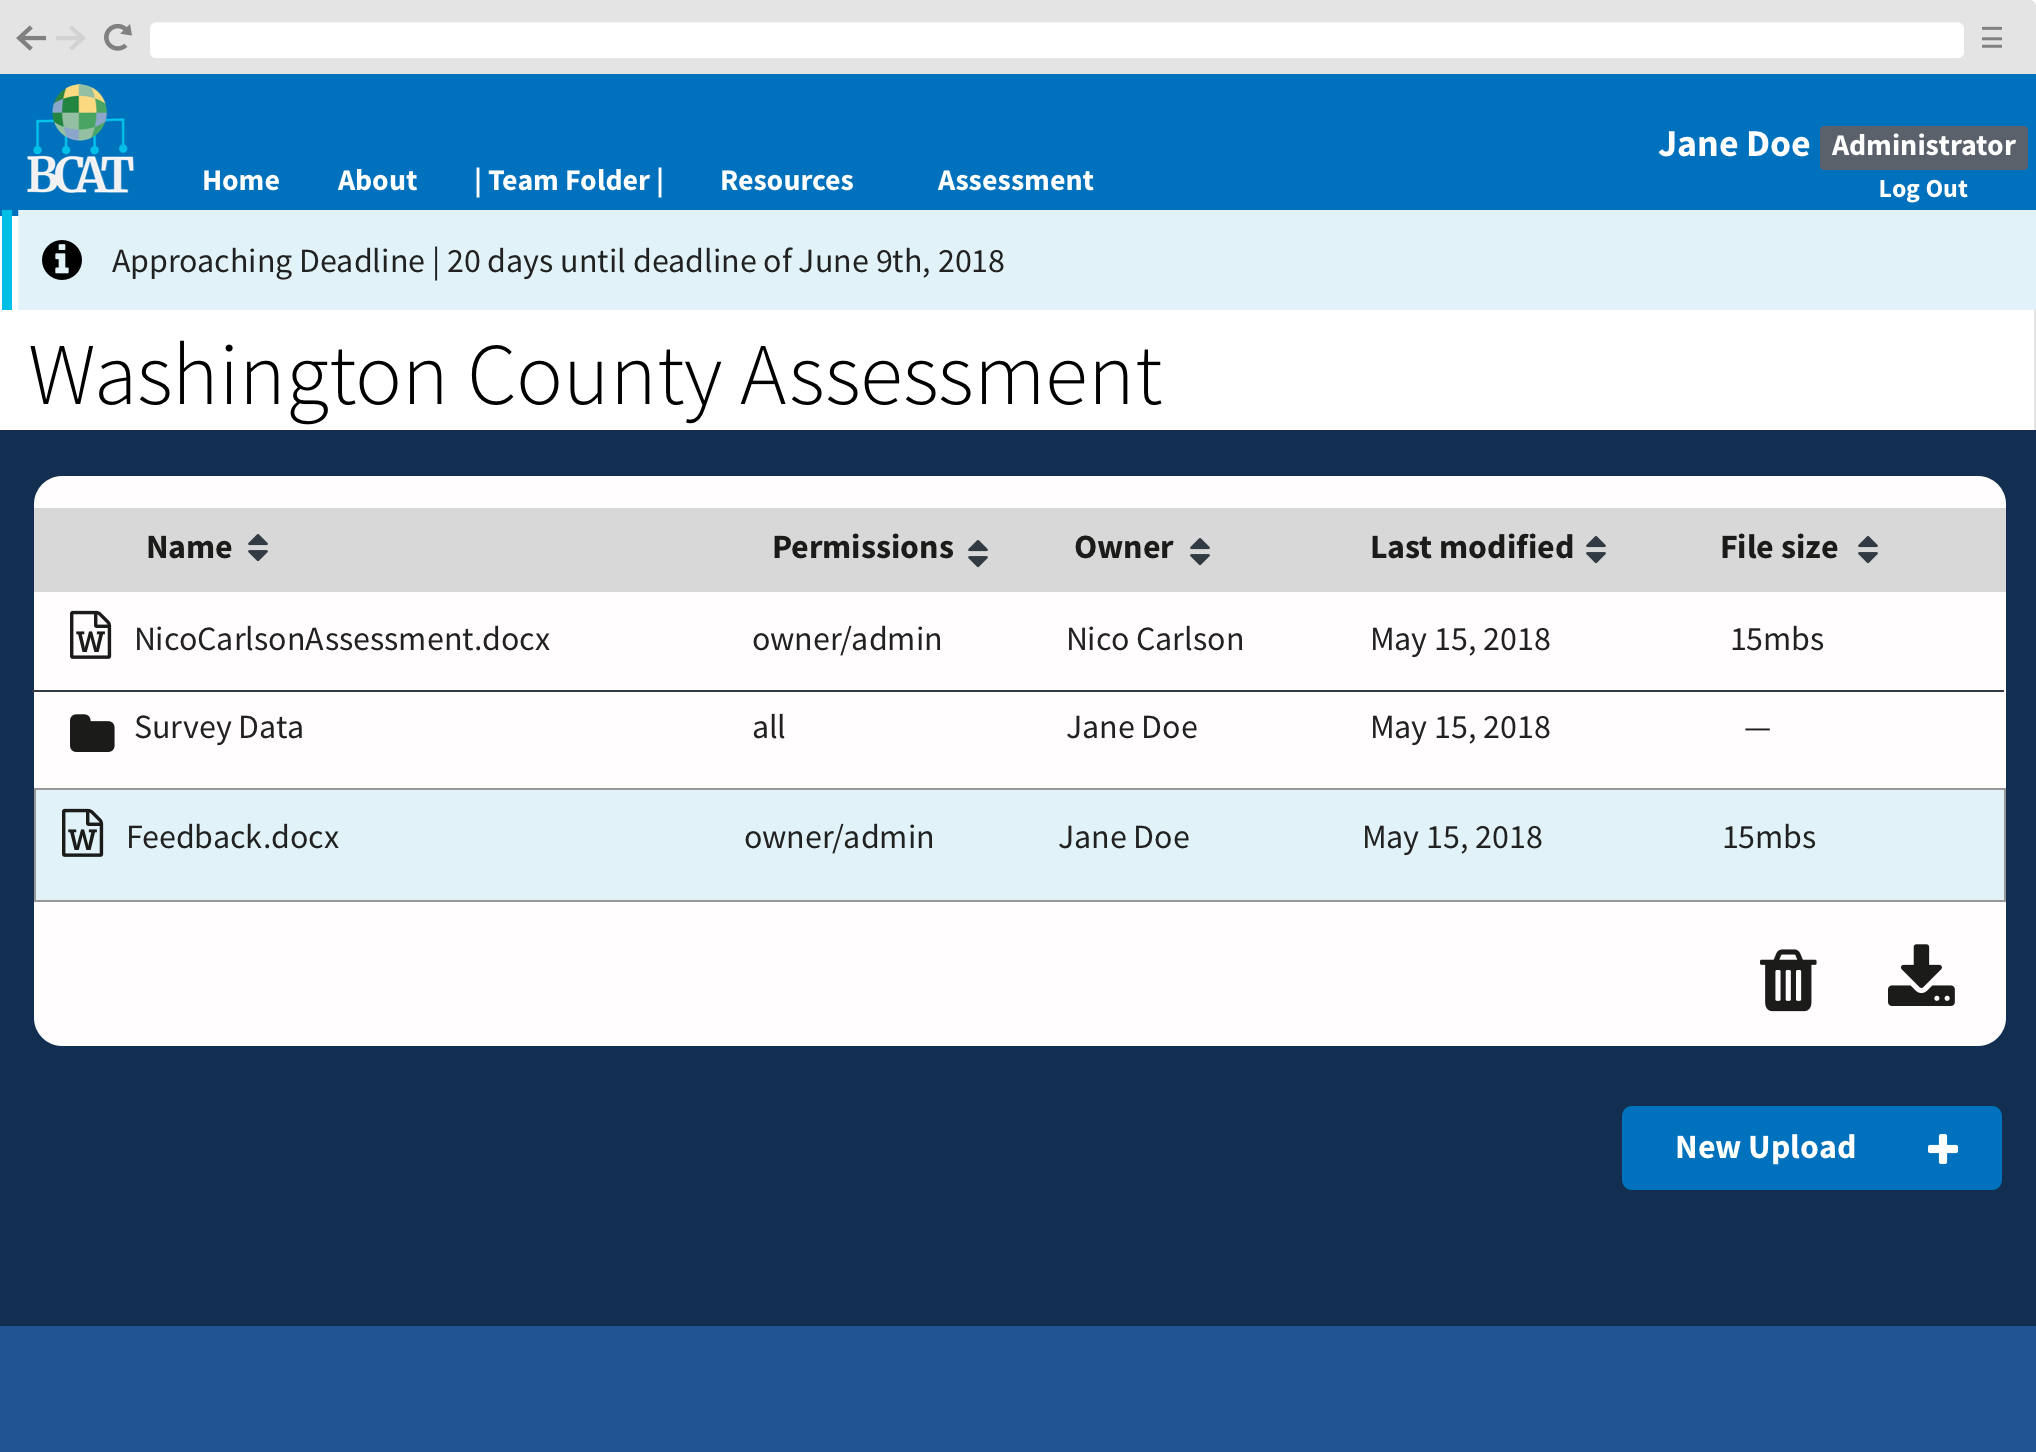 BCAT
Home About | Team Folder | Resources Assessment
Jane Doe Administrator
Log Out
Approaching Deadline | 20 days until deadline of June 9th, 2018
Washington County Assessment
Name Permissions Owner Last modified File size
W NicoCarlsonAssessment.docx owner/admin Nico Carlson May 15, 2018 15mbs
Survey Data all Jane Doe May 15, 2018 —
W Feedback.docx owner/admin Jane Doe May 15, 2018 15mbs
New Upload